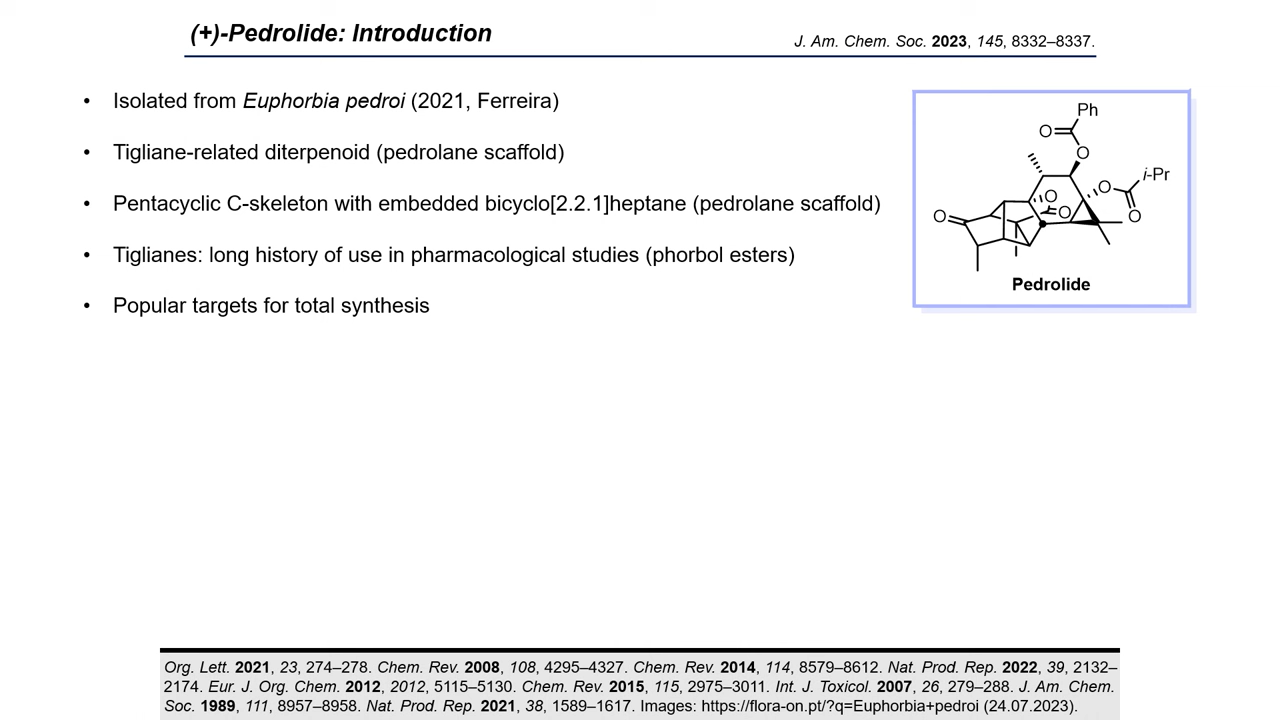 (+)-Pedrolide: Introduction
J. Am. Chem. Soc. 2023, 145, 8332–8337.
• Isolated from Euphorbia pedroi (2021, Ferreira)
• Tigliane-related diterpenoid (pedrolane scaffold)
• Pentacyclic C-skeleton with embedded bicyclo[2.2.1]heptane (pedrolane scaffold)
• Tiglianes: long history of use in pharmacological studies (phorbol esters)
• Popular targets for total synthesis
Ph
O
O
i-Pr
O
O
O
O
O
Pedrolide
Org. Lett. 2021, 23, 274–278. Chem. Rev. 2008, 108, 4295–4327. Chem. Rev. 2014, 114, 8579–8612. Nat. Prod. Rep. 2022, 39, 2132–
2174. Eur. J. Org. Chem. 2012, 2012, 5115–5130. Chem. Rev. 2015, 115, 2975–3011. Int. J. Toxicol. 2007, 26, 279–288. J. Am. Chem.
Soc. 1989, 111, 8957–8958. Nat. Prod. Rep. 2021, 38, 1589–1617. Images: https://flora-on.pt/?q=Euphorbia+pedroi (24.07.2023).